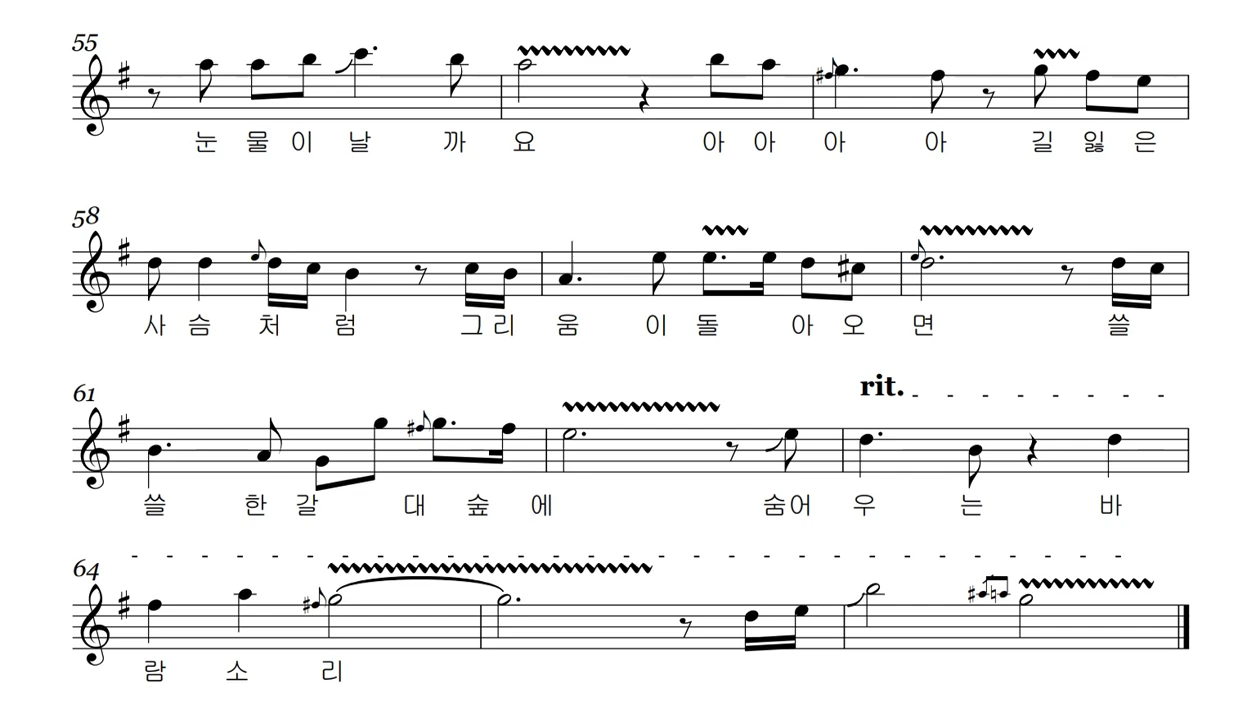 55
눈 물 이 날 까 요 아 아 아 아 길 잃 은
58
사 슴 처 럼 그 리 움 이 돌 아 오 면 쓸
61
rit.
쓸 한 갈 대 숲 에 숨어 우 는 바
64
람 소 리